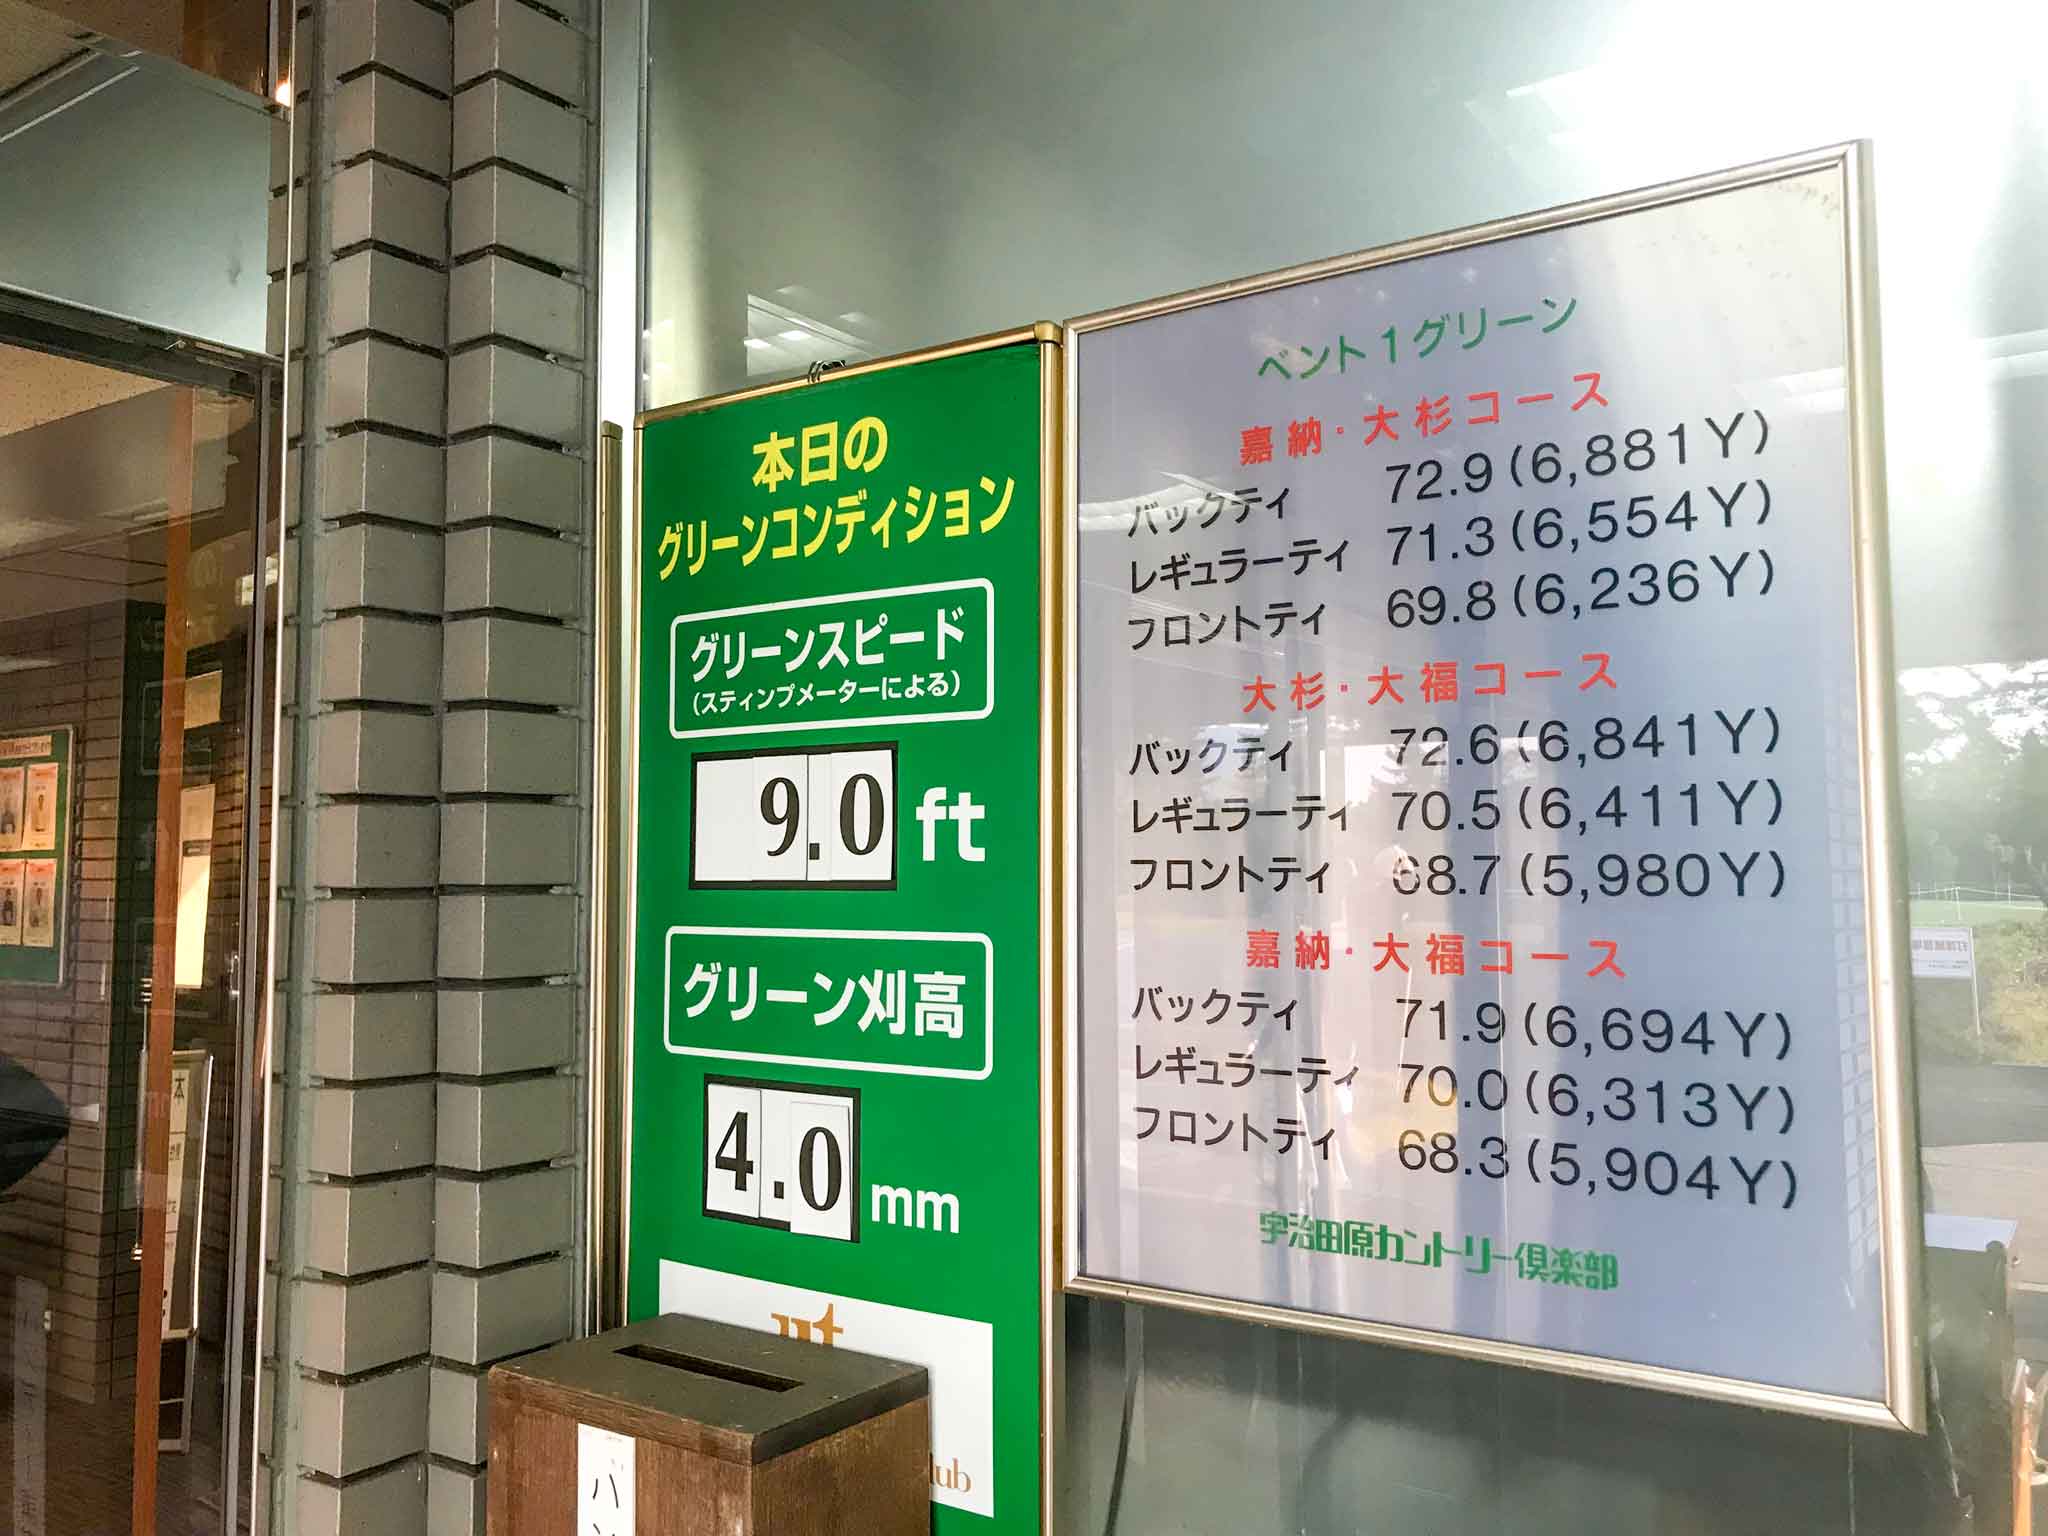 本日の
グリーンコンディション
グリーンスピード
(スティンプメーターによる)
9.0 ft
グリーン刈高
4.0 mm
ut
lub
ベント1グリーン
嘉納・大杉コース
バックティ 72.9(6,881Y)
レギュラーティ 71.3(6,554Y)
フロントティ 69.8(6,236Y)
大杉・大福コース
バックティ 72.6(6,841Y)
レギュラーティ 70.5(6,411Y)
フロントティ 68.7(5,980Y)
嘉納・大福コース
バックティ 71.9(6,694Y)
レギュラーティ 70.0(6,313Y)
フロントティ 68.3(5,904Y)
宇治田原カントリー倶楽部
ハ
本